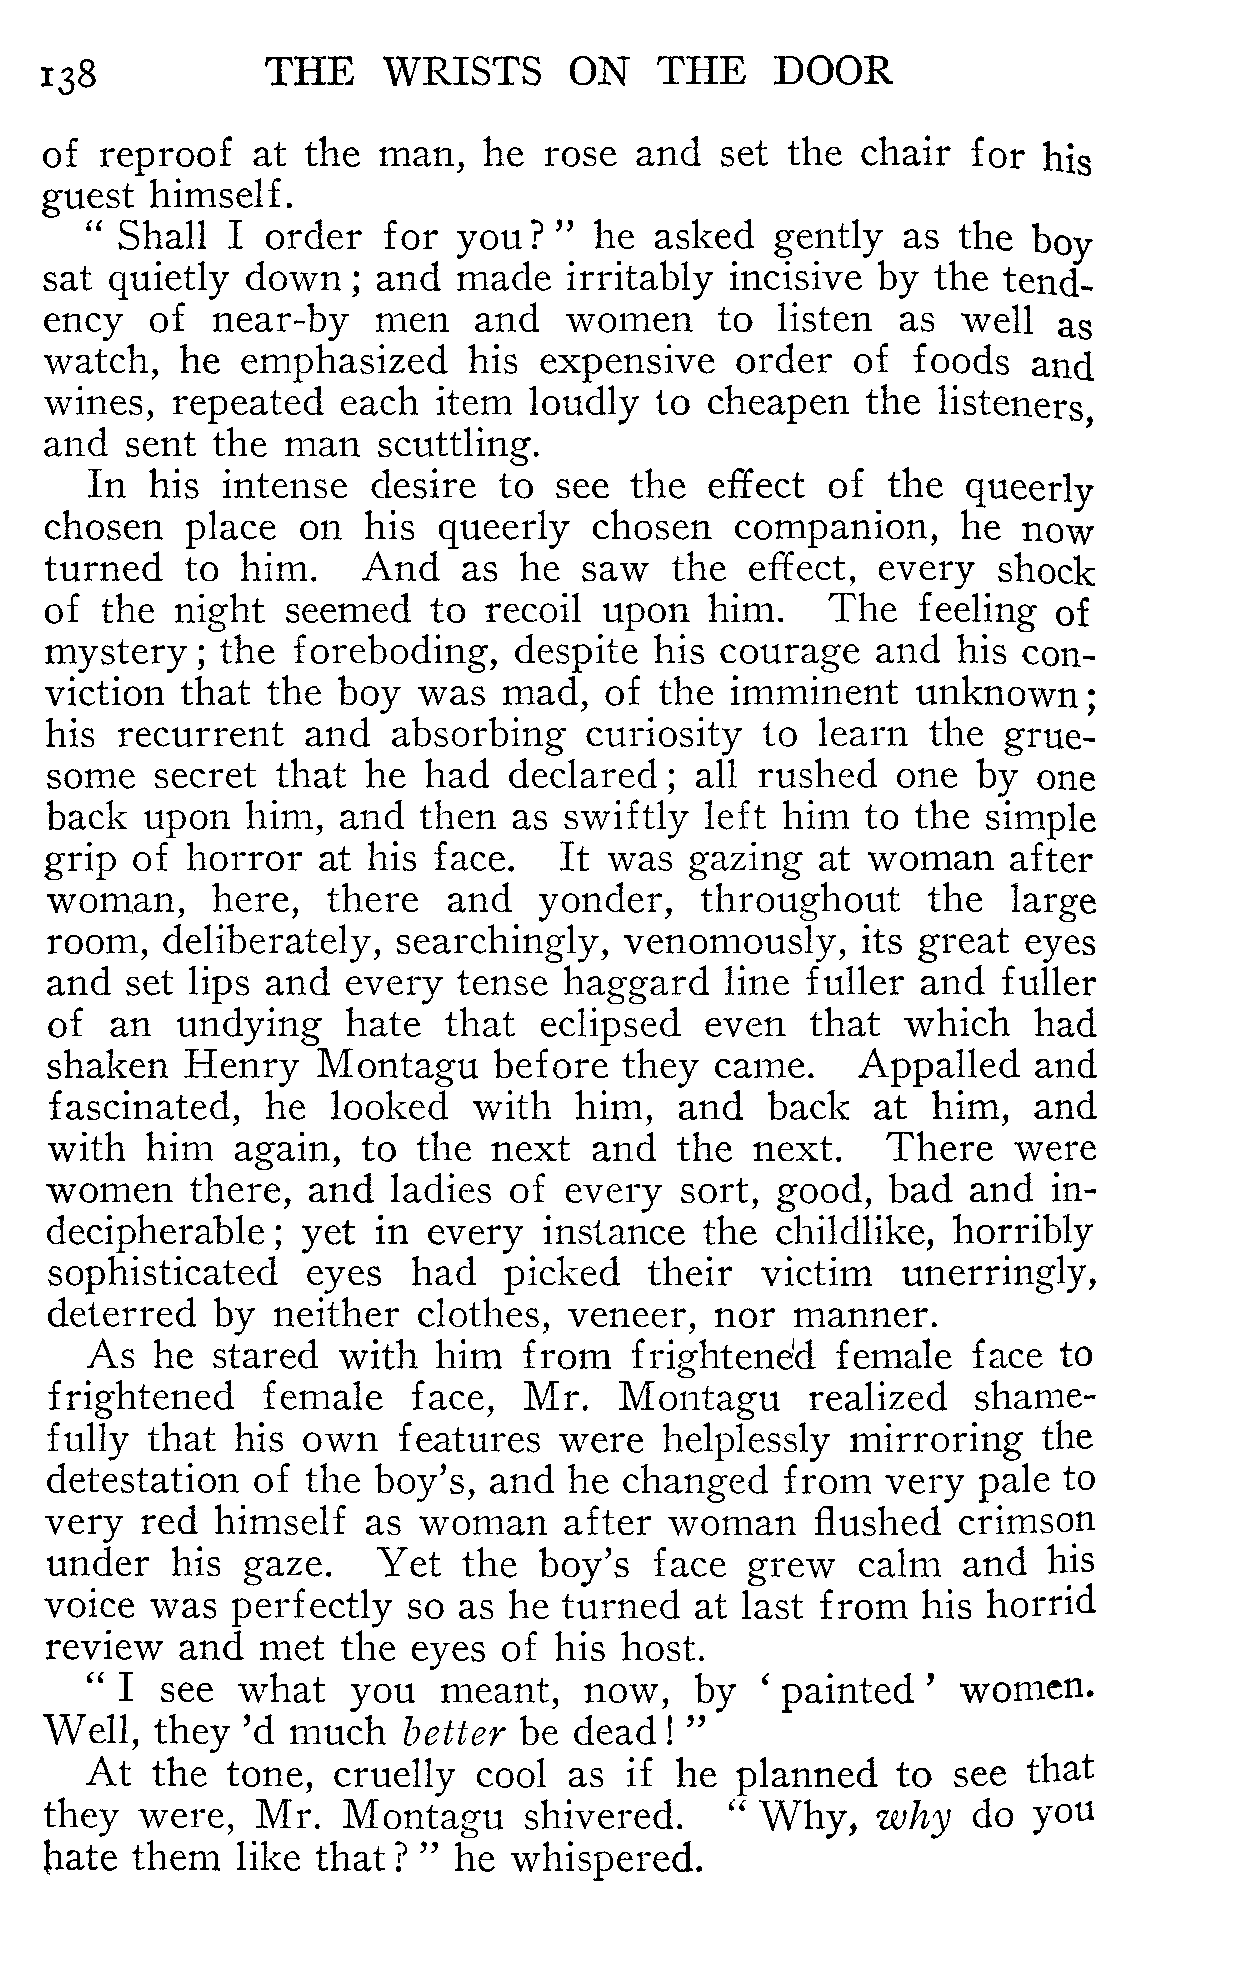 138 THE WRISTS ON THE DOOR
of reproof at the man, he rose and set the chair for his
guest himself.
“ Shall I order for you? ” he asked gently as the boy
sat quietly down ; and made irritably incisive by the tend-
ency of near-by men and women to listen as well as
watch, he emphasized his expensive order of foods and
wines, repeated each item loudly to cheapen the listeners,
and sent the man scuttling.
In his intense desire to see the effect of the queerly
chosen place on his queerly chosen companion, he now
turned to him. And as he saw the effect, every shock
of the night seemed to recoil upon him. The feeling of
mystery ; the foreboding, despite his courage and his con-
viction that the boy was mad, of the imminent unknown ;
his recurrent and absorbing curiosity to learn the grue-
some secret that he had declared ; all rushed one by one
back upon him, and then as swiftly left him to the simple
grip of horror at his face. It was gazing at woman after
woman, here, there and yonder, throughout the large
room, deliberately, searchingly, venomously, its great eyes
and set lips and every tense haggard line fuller and fuller
of an undying hate that eclipsed even that which had
shaken Henry Montagu before they came. Appalled and
fascinated, he looked with him, and back at him, and
with him again, to the next and the next. There were
women there, and ladies of every sort, good, bad and in-
decipherable ; yet in every instance the childlike, horribly
sophisticated eyes had picked their victim unerringly,
deterred by neither clothes, veneer, nor manner.
As he stared with him from frightened female face to
frightened female face, Mr. Montagu realized shame-
fully that his own features were helplessly mirroring the
detestation of the boy's, and he changed from very pale to
very red himself as woman after woman flushed crimson
under his gaze. Yet the boy's face grew calm and his
voice was perfectly so as he turned at last from his horrid
review and met the eyes of his host.
“ I see what you meant, now, by ‘ painted ’ women.
Well, they 'd much better be dead ! ”
At the tone, cruelly cool as if he planned to see that
they were, Mr. Montagu shivered. “ Why, why do you
hate them like that ? ” he whispered.